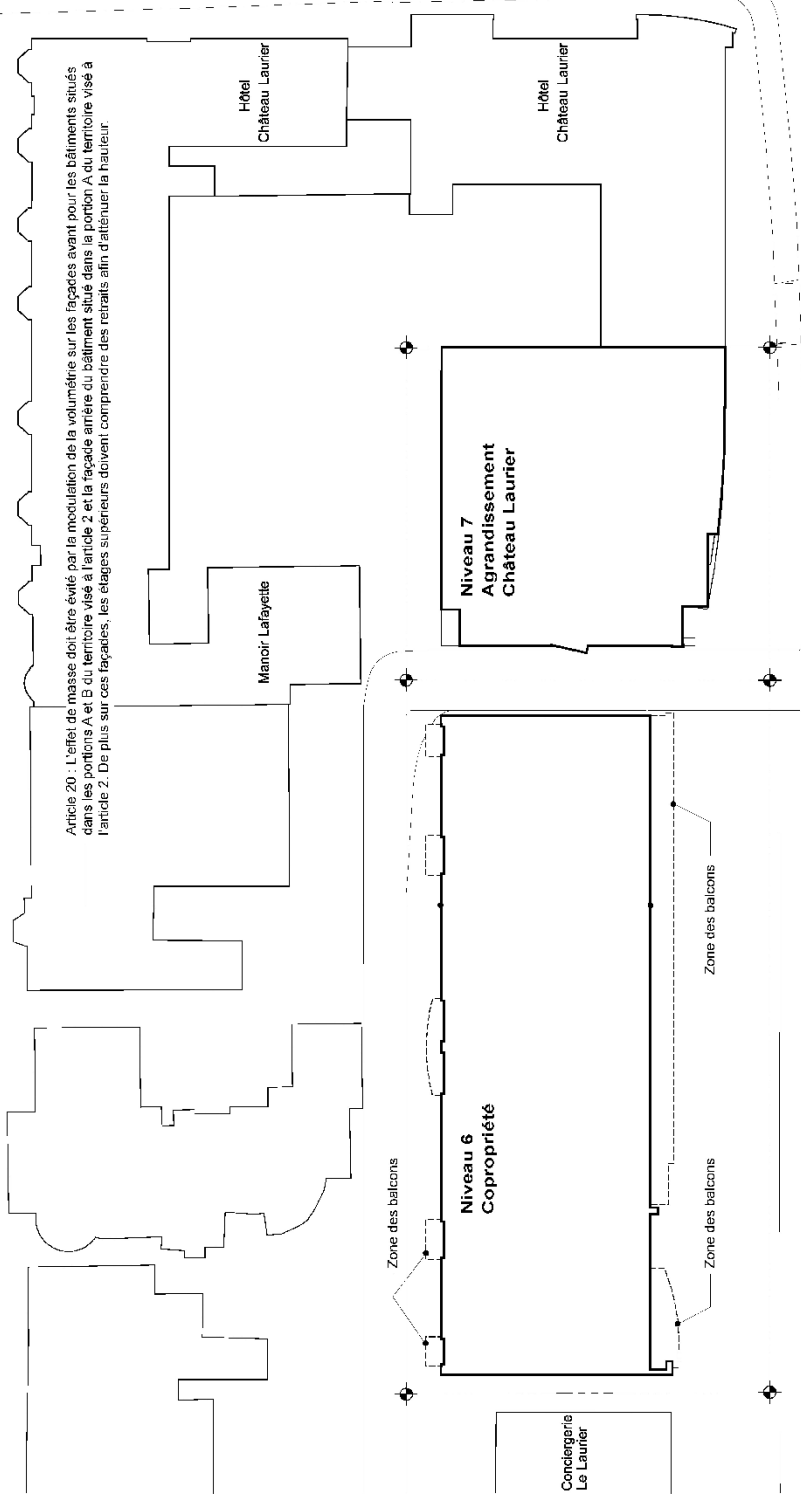 Article 20 : L'effet de masse doit être évité par la modulation de la volumétrie sur les façades avant pour les bâtiments situés
dans les portions A et B du territoire visé à l'article 2 et la façade arrière du bâtiment situé dans la portion A du territoire visé à
l'article 2. De plus sur ces façades, les étages supérieurs doivent comprendre des retraits afin d'atténuer la hauteur.
Hôtel
Château Laurier
Hôtel
Château Laurier
Manoir Lafayette
Niveau 7
Agrandissement
Château Laurier
Zone des balcons
Niveau 6
Copropriété
Zone des balcons
Zone des balcons
Conciergerie
Le Laurier